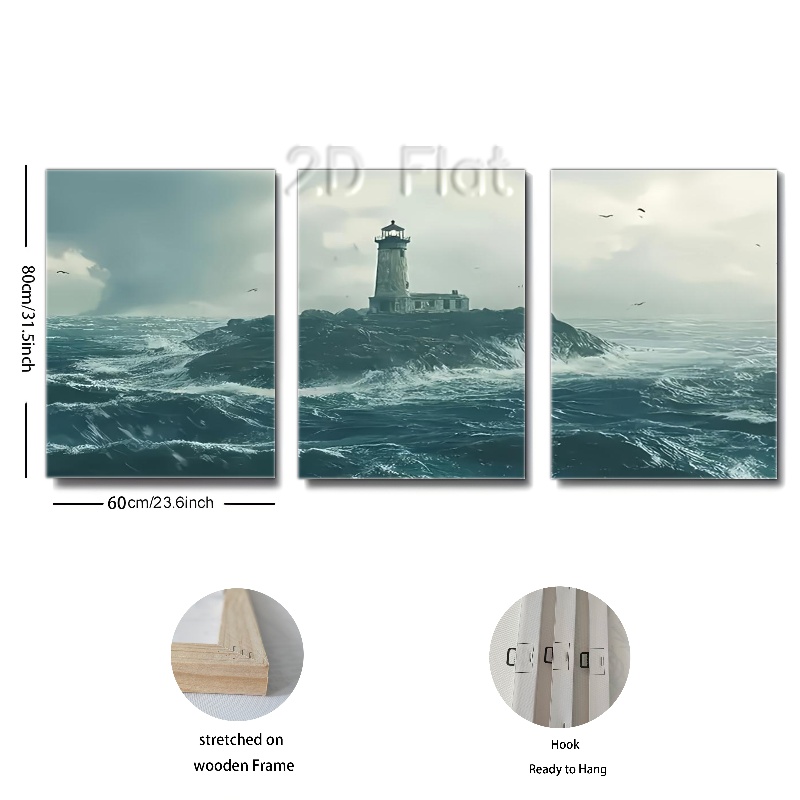 2D Flat
80cm/31.5inch
60cm/23.6inch
stretched on
wooden Frame
Hook
Ready to Hang